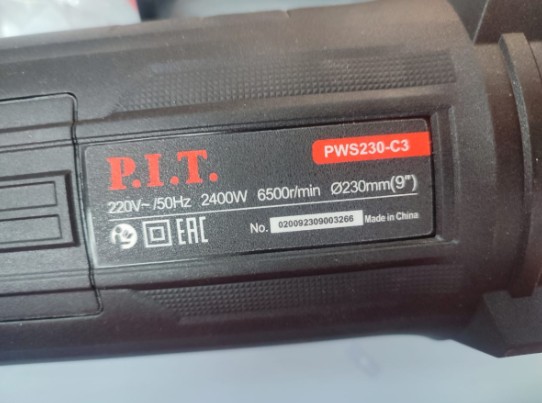 P.I.T.
PWS230-C3
220V~ /50Hz 2400W 6500r/min Ø230mm(9")
EAC No. 020092309003266 Made in China